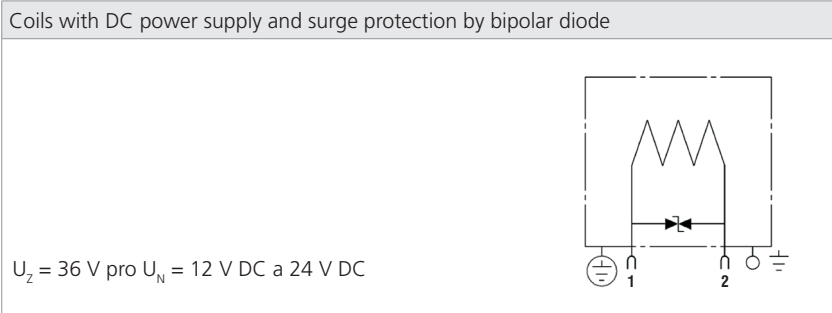 Coils with DC power supply and surge protection by bipolar diode
U_Z = 36 V pro U_N = 12 V DC a 24 V DC
1 2